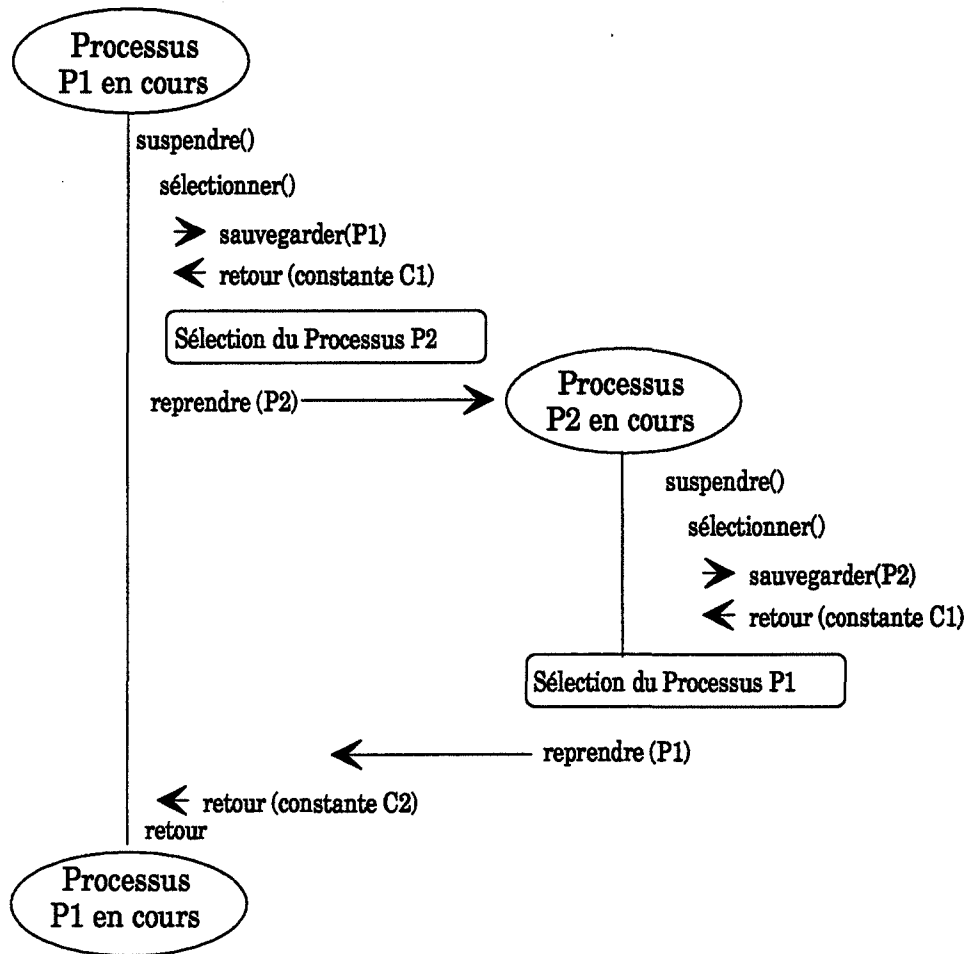 Processus
P1 en cours
suspendre()
sélectionner()
sauvegarder(P1)
retour (constante C1)
Sélection du Processus P2
reprendre (P2)
Processus
P2 en cours
suspendre()
sélectionner()
sauvegarder(P2)
retour (constante C1)
Sélection du Processus P1
reprendre (P1)
retour (constante C2)
retour
Processus
P1 en cours